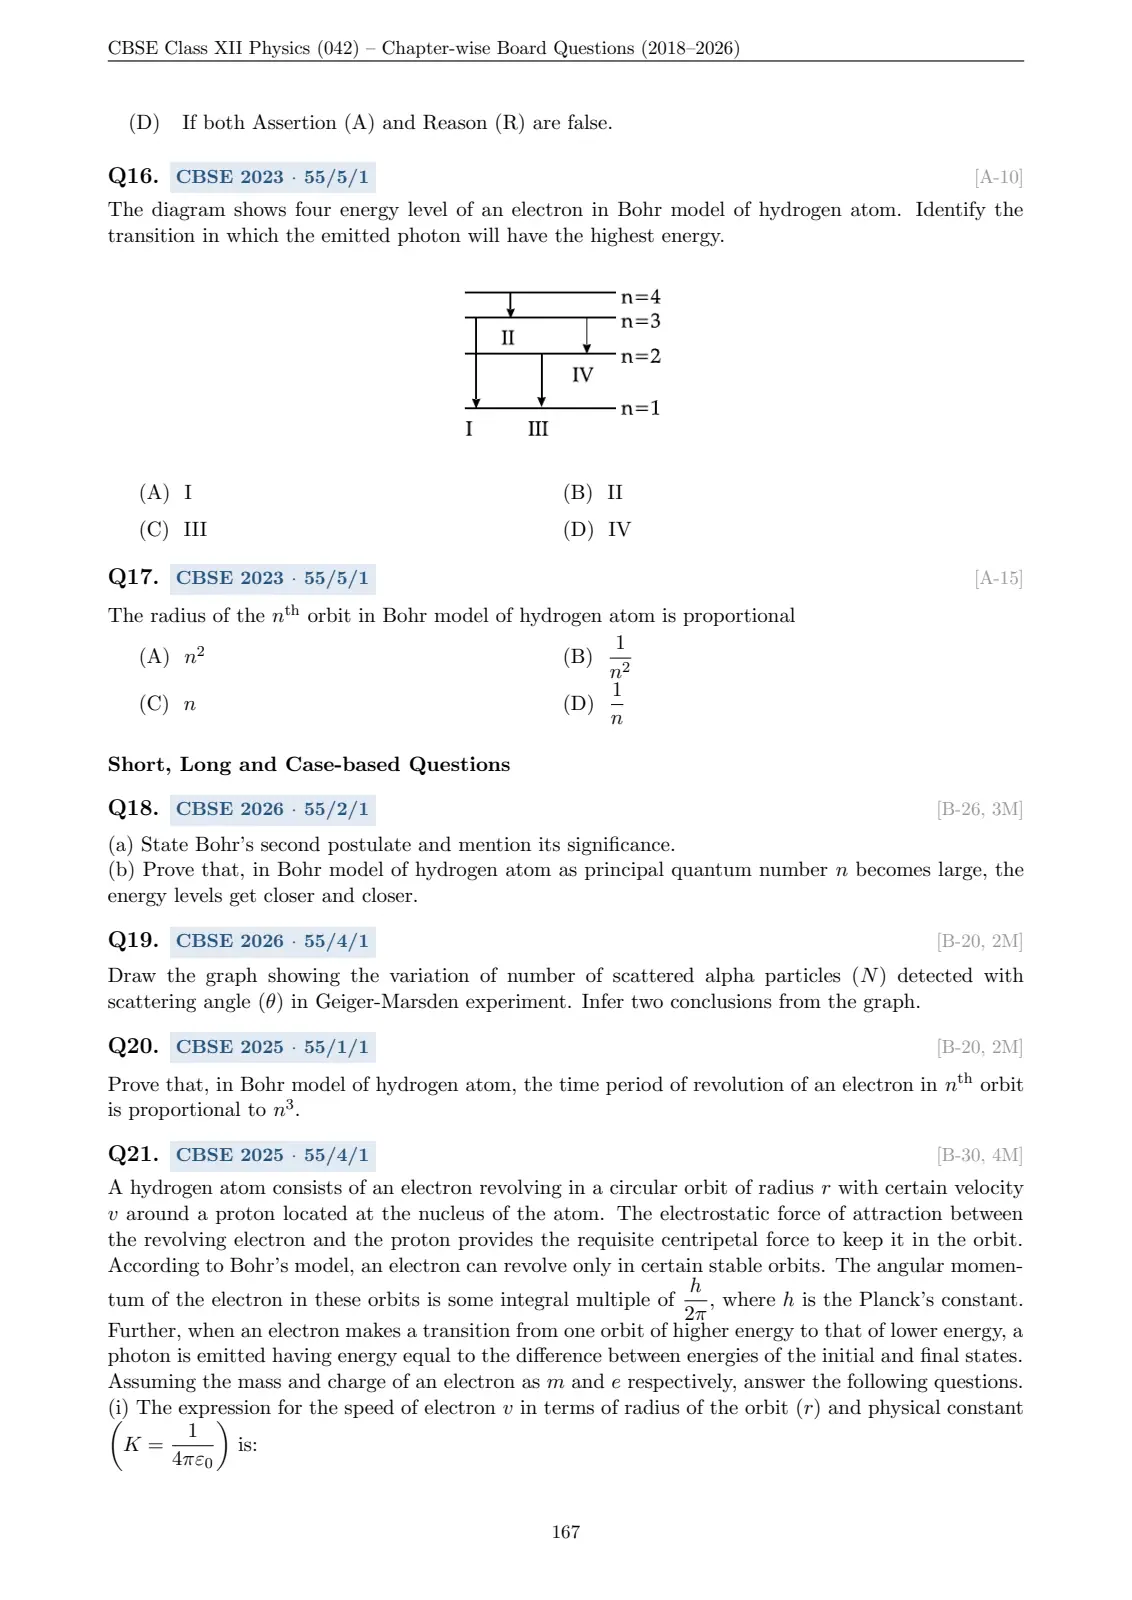 CBSE Class XII Physics (042) – Chapter-wise Board Questions (2018–2026)
(D) If both Assertion (A) and Reason (R) are false.
Q16. CBSE 2023 · 55/5/1 [A-10]
The diagram shows four energy level of an electron in Bohr model of hydrogen atom. Identify the
transition in which the emitted photon will have the highest energy.
n=4
n=3
II
n=2
IV
n=1
I III
(A) I (B) II
(C) III (D) IV
Q17. CBSE 2023 · 55/5/1 [A-15]
The radius of the n^th orbit in Bohr model of hydrogen atom is proportional
(A) n² (B) 1/n²
(C) n (D) 1/n
Short, Long and Case-based Questions
Q18. CBSE 2026 · 55/2/1 [B-26, 3M]
(a) State Bohr’s second postulate and mention its significance.
(b) Prove that, in Bohr model of hydrogen atom as principal quantum number n becomes large, the
energy levels get closer and closer.
Q19. CBSE 2026 · 55/4/1 [B-20, 2M]
Draw the graph showing the variation of number of scattered alpha particles (N) detected with
scattering angle (θ) in Geiger-Marsden experiment. Infer two conclusions from the graph.
Q20. CBSE 2025 · 55/1/1 [B-20, 2M]
Prove that, in Bohr model of hydrogen atom, the time period of revolution of an electron in n^th orbit
is proportional to n³.
Q21. CBSE 2025 · 55/4/1 [B-30, 4M]
A hydrogen atom consists of an electron revolving in a circular orbit of radius r with certain velocity
v around a proton located at the nucleus of the atom. The electrostatic force of attraction between
the revolving electron and the proton provides the requisite centripetal force to keep it in the orbit.
According to Bohr’s model, an electron can revolve only in certain stable orbits. The angular momen-
tum of the electron in these orbits is some integral multiple of h/2π, where h is the Planck’s constant.
Further, when an electron makes a transition from one orbit of higher energy to that of lower energy, a
photon is emitted having energy equal to the difference between energies of the initial and final states.
Assuming the mass and charge of an electron as m and e respectively, answer the following questions.
(i) The expression for the speed of electron v in terms of radius of the orbit (r) and physical constant
(K = 1/4πε₀) is:
167